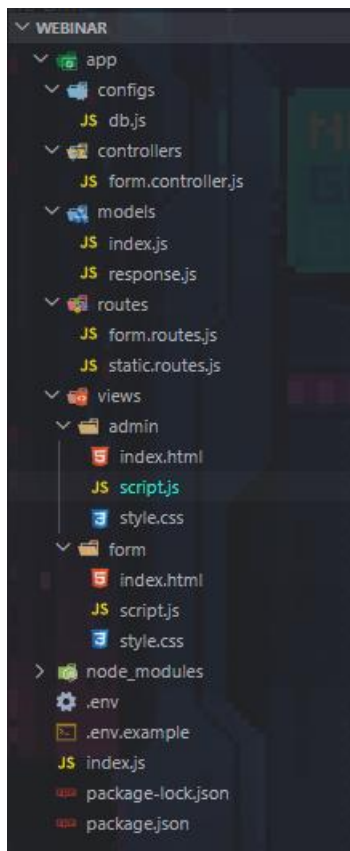 WEBINAR
app
configs
JS db.js
controllers
JS form.controller.js
models
JS index.js
JS response.js
routes
JS form.routes.js
JS static.routes.js
views
admin
index.html
JS script.js
style.css
form
index.html
JS script.js
style.css
node_modules
.env
.env.example
JS index.js
package-lock.json
package.json